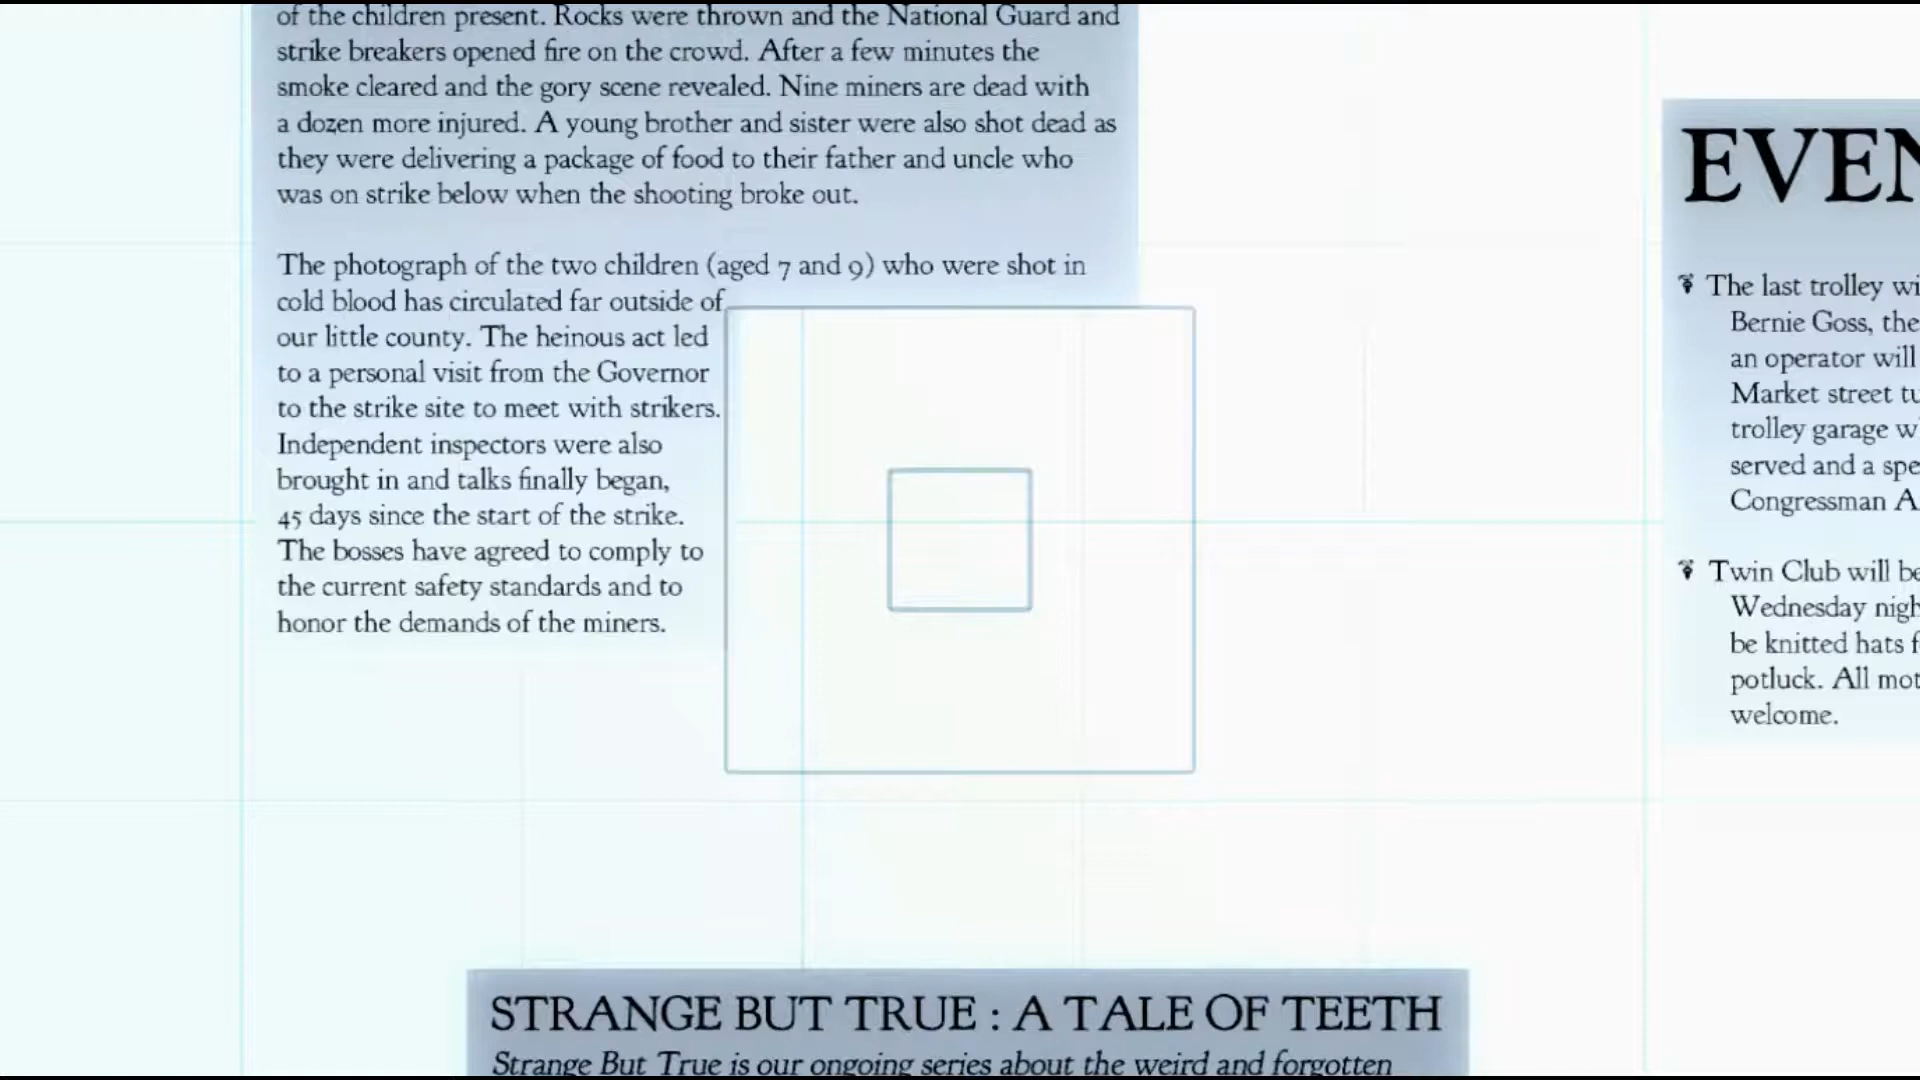 of the children present. Rocks were thrown and the National Guard and
strike breakers opened fire on the crowd. After a few minutes the
smoke cleared and the gory scene revealed. Nine miners are dead with
a dozen more injured. A young brother and sister were also shot dead as
they were delivering a package of food to their father and uncle who
was on strike below when the shooting broke out.
The photograph of the two children (aged 7 and 9) who were shot in
cold blood has circulated far outside of
our little county. The heinous act led
to a personal visit from the Governor
to the strike site to meet with strikers.
Independent inspectors were also
brought in and talks finally began,
45 days since the start of the strike.
The bosses have agreed to comply to
the current safety standards and to
honor the demands of the miners.
EVEN
The last trolley wi
Bernie Goss, the
an operator will
Market street tu
trolley garage w
served and a spe
Congressman A
Twin Club will be
Wednesday nigh
be knitted hats f
potluck. All mot
welcome.
STRANGE BUT TRUE : A TALE OF TEETH
Strange But True is our ongoing series about the weird and forgotten